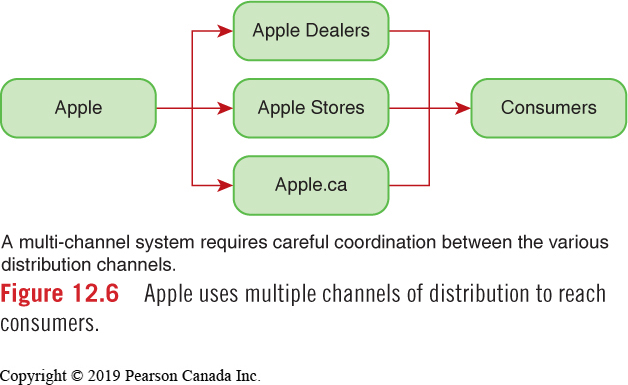 Apple Dealers
Apple
Apple Stores
Consumers
Apple.ca
A multi-channel system requires careful coordination between the various
distribution channels.
Figure 12.6 Apple uses multiple channels of distribution to reach
consumers.
Copyright © 2019 Pearson Canada Inc.